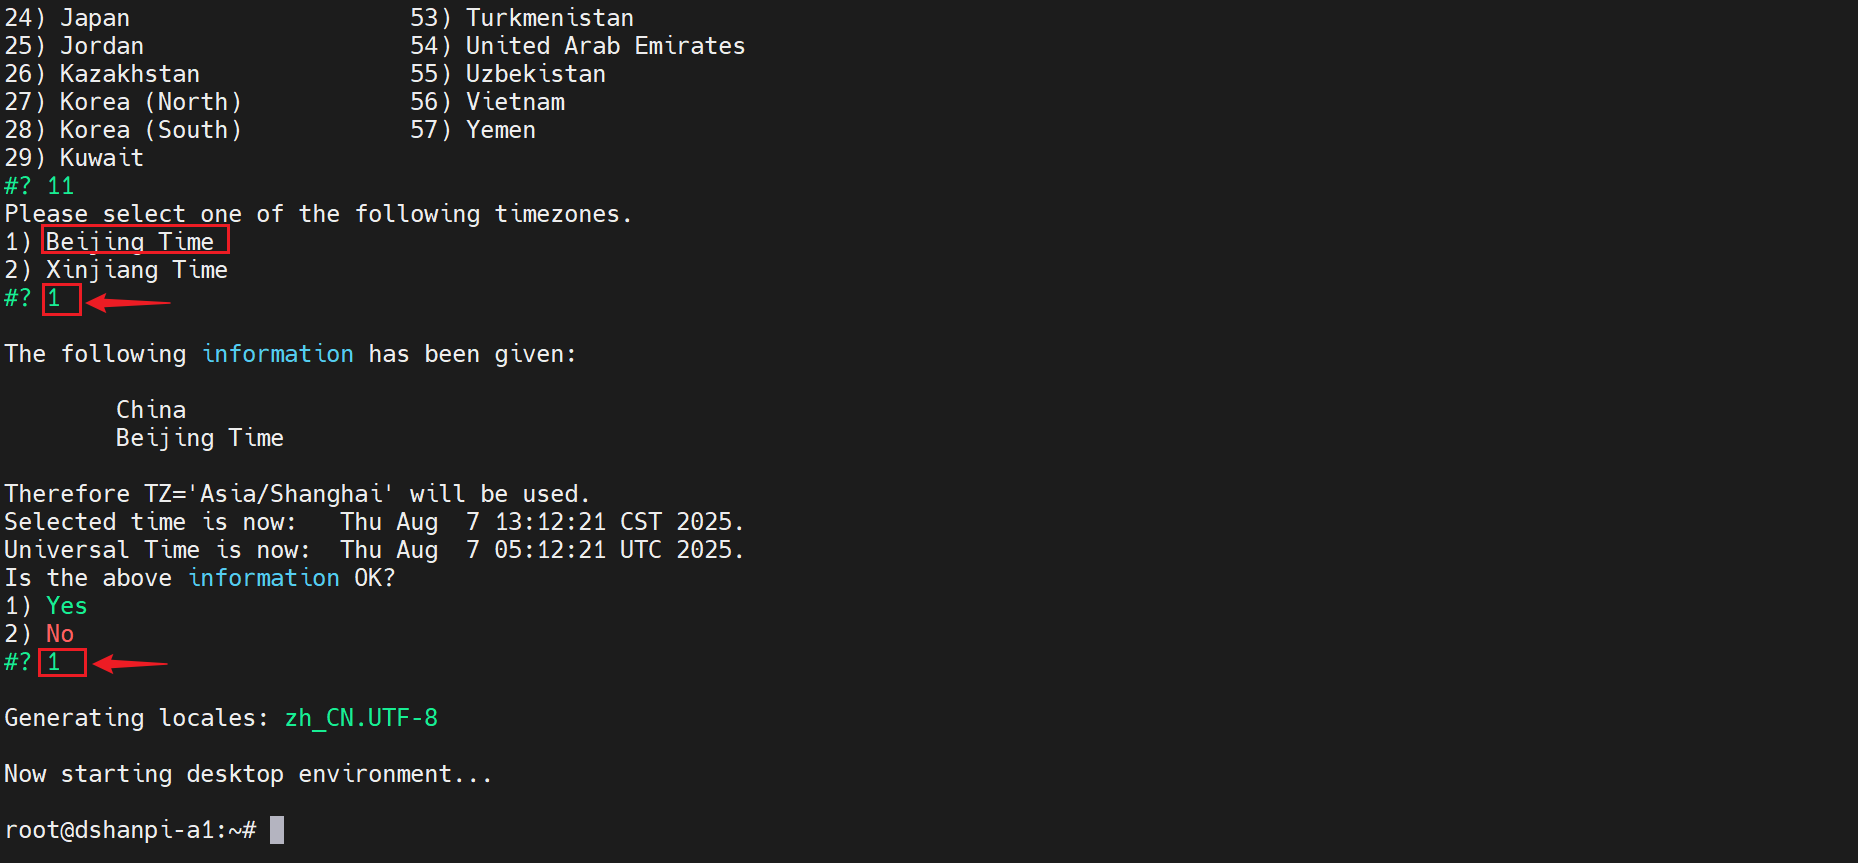 24) Japan                    53) Turkmenistan
25) Jordan                   54) United Arab Emirates
26) Kazakhstan               55) Uzbekistan
27) Korea (North)            56) Vietnam
28) Korea (South)            57) Yemen
29) Kuwait
#? 11
Please select one of the following timezones.
1) Beijing Time
2) Xinjiang Time
#? 1
The following information has been given:
        China
        Beijing Time
Therefore TZ='Asia/Shanghai' will be used.
Selected time is now:   Thu Aug  7 13:12:21 CST 2025.
Universal Time is now:  Thu Aug  7 05:12:21 UTC 2025.
Is the above information OK?
1) Yes
2) No
#? 1
Generating locales: zh_CN.UTF-8
Now starting desktop environment...
root@dshanpi-a1:~#